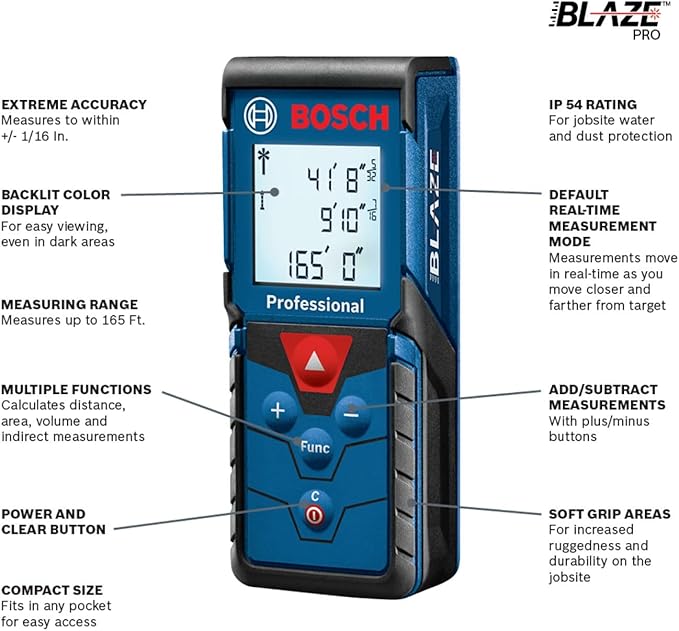 BLAZE™
PRO
EXTREME ACCURACY
Measures to within
+/- 1/16 In.
BACKLIT COLOR
DISPLAY
For easy viewing,
even in dark areas
MEASURING RANGE
Measures up to 165 Ft.
MULTIPLE FUNCTIONS
Calculates distance,
area, volume and
indirect measurements
POWER AND
CLEAR BUTTON
COMPACT SIZE
Fits in any pocket
for easy access
BOSCH
41' 8"
9'10"
165' 0"
Professional
+
−
Func
C
BLAZE
IP 54 RATING
For jobsite water
and dust protection
DEFAULT
REAL-TIME
MEASUREMENT
MODE
Measurements move
in real-time as you
move closer and
farther from target
ADD/SUBTRACT
MEASUREMENTS
With plus/minus
buttons
SOFT GRIP AREAS
For increased
ruggedness and
durability on the
jobsite